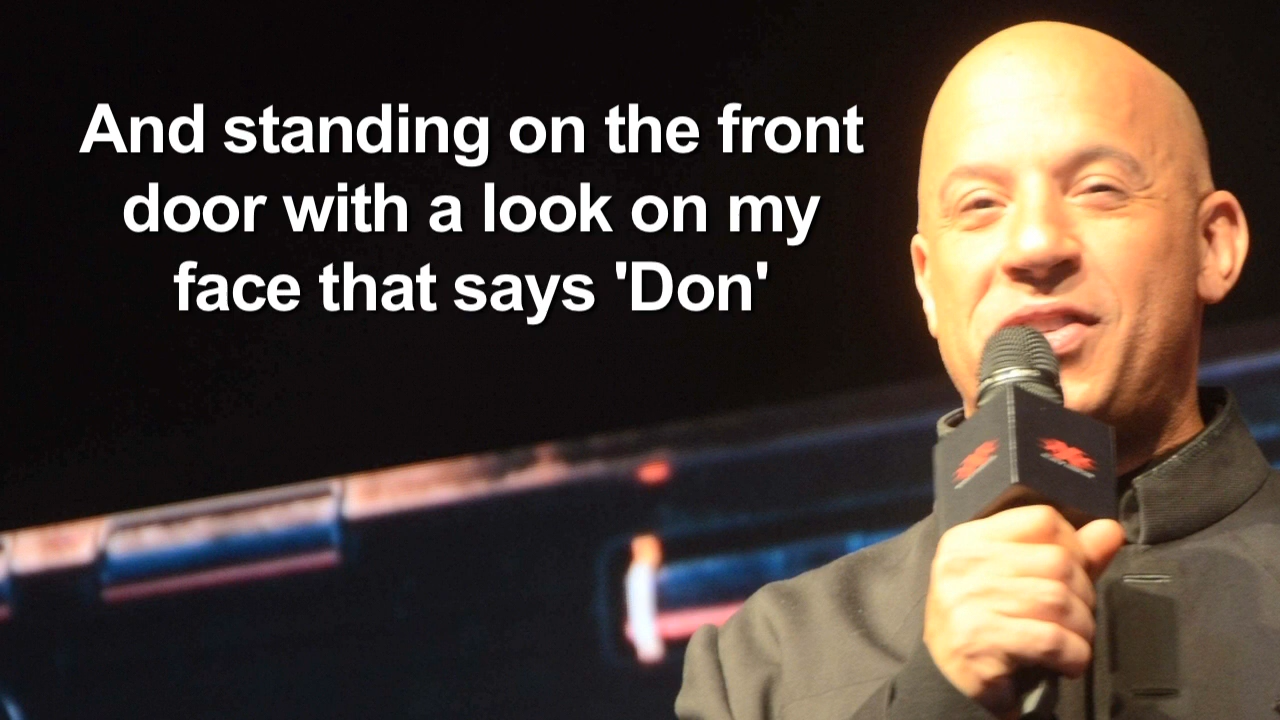 And standing on the front
door with a look on my
face that says 'Don'